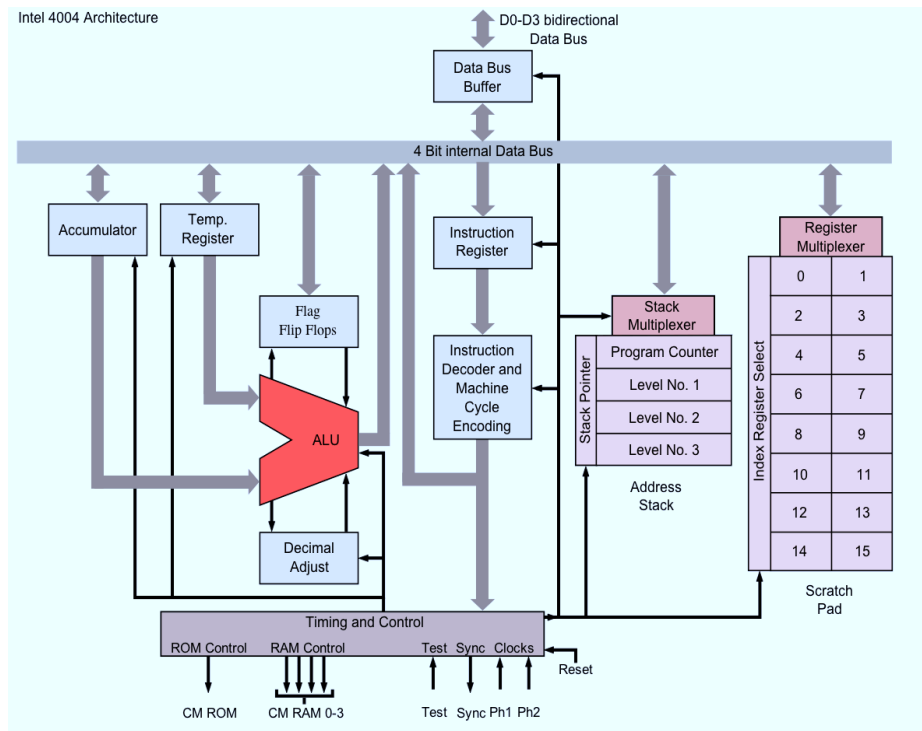 Intel 4004 Architecture
D0-D3 bidirectional
Data Bus
Data Bus
Buffer
4 Bit internal Data Bus
Accumulator
Temp.
Register
Instruction
Register
Register
Multiplexer
Flag
Flip Flops
Stack
Multiplexer
Instruction
Decoder and
Machine
Cycle
Encoding
Stack Pointer
Program Counter
Level No. 1
Level No. 2
Level No. 3
Address
Stack
Index Register Select
0 1
2 3
4 5
6 7
8 9
10 11
12 13
14 15
Scratch
Pad
ALU
Decimal
Adjust
Timing and Control
ROM Control RAM Control Test Sync Clocks
Reset
CM ROM CM RAM 0-3 Test Sync Ph1 Ph2